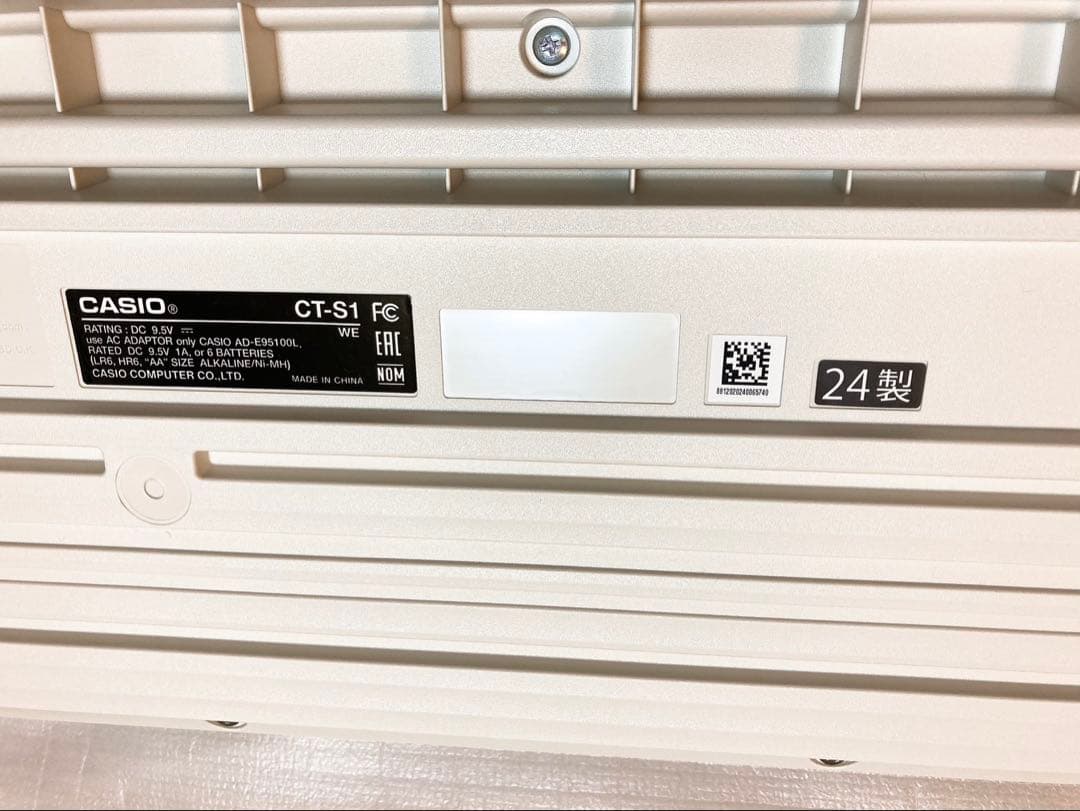 CASIO®
CT-S1
WE
FC
EAC
NOM
RATING : DC 9.5V ⎓
use AC ADAPTOR only CASIO AD-E95100L,
RATED DC 9.5V 1A, or 6 BATTERIES
(LR6, HR6, "AA" SIZE ALKALINE/Ni-MH)
CASIO COMPUTER CO.,LTD.
MADE IN CHINA
24製